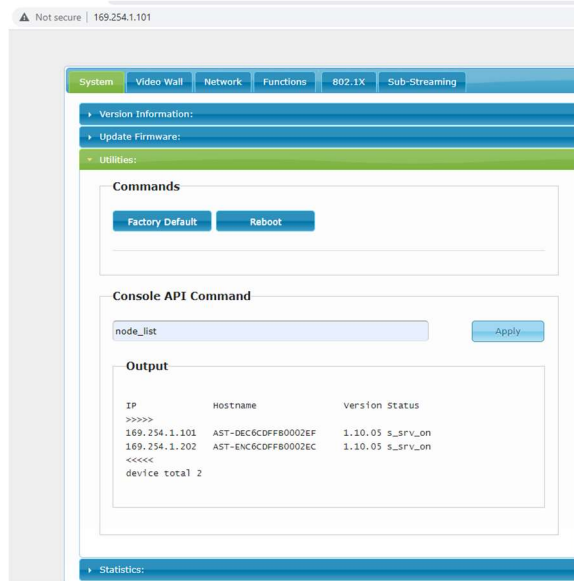 Not secure | 169.254.1.101
System Video Wall Network Functions 802.1X Sub-Streaming
Version Information:
Update Firmware:
Utilities:
Commands
Factory Default Reboot
Console API Command
node_list Apply
Output
IP Hostname Version Status
>>>>>
169.254.1.101 AST-DEC6CDFFB0002EF 1.10.05 s_srv_on
169.254.1.202 AST-ENC6CDFFB0002EC 1.10.05 s_srv_on
<<<<<
device total 2
Statistics: